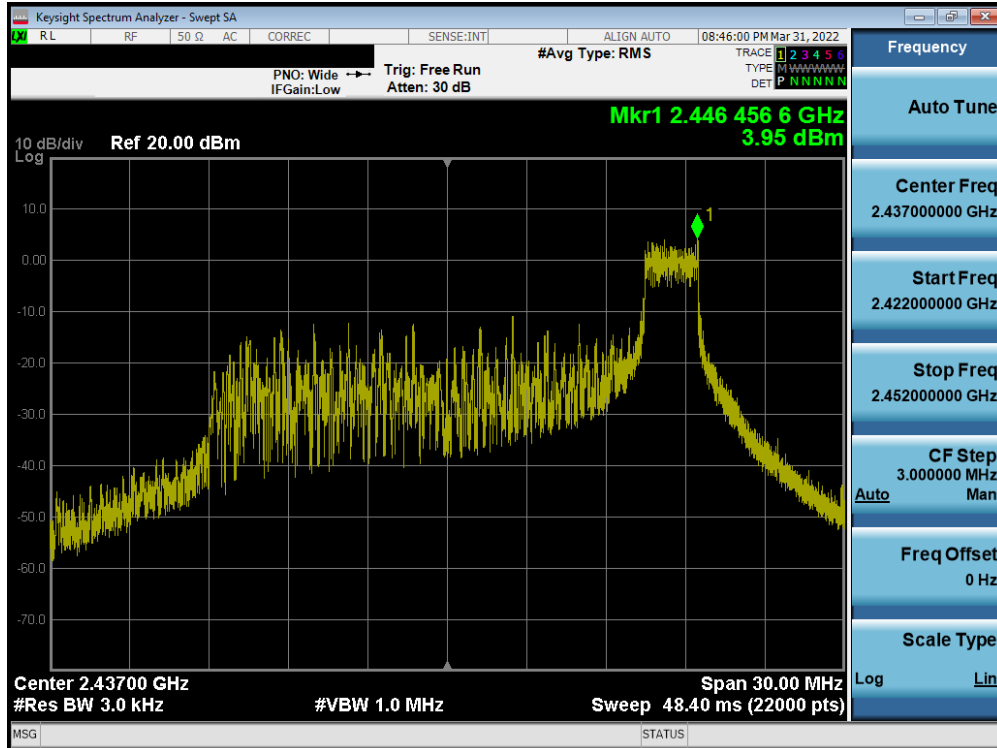 Keysight Spectrum Analyzer - Swept SA
LXI RL RF 50 Ω AC CORREC SENSE:INT ALIGN AUTO 08:46:00 PM Mar 31, 2022
#Avg Type: RMS TRACE 1 2 3 4 5 6
PNO: Wide Trig: Free Run TYPE M WWWWW
IFGain:Low Atten: 30 dB DET P N N N N N
Mkr1 2.446 456 6 GHz
10 dB/div Ref 20.00 dBm 3.95 dBm
Log
1
10.0
0.00
-10.0
-20.0
-30.0
-40.0
-50.0
-60.0
-70.0
Center 2.43700 GHz Span 30.00 MHz
#Res BW 3.0 kHz #VBW 1.0 MHz Sweep 48.40 ms (22000 pts)
MSG STATUS
Frequency
Auto Tune
Center Freq
2.437000000 GHz
Start Freq
2.422000000 GHz
Stop Freq
2.452000000 GHz
CF Step
3.000000 MHz
Auto Man
Freq Offset
0 Hz
Scale Type
Log Lin